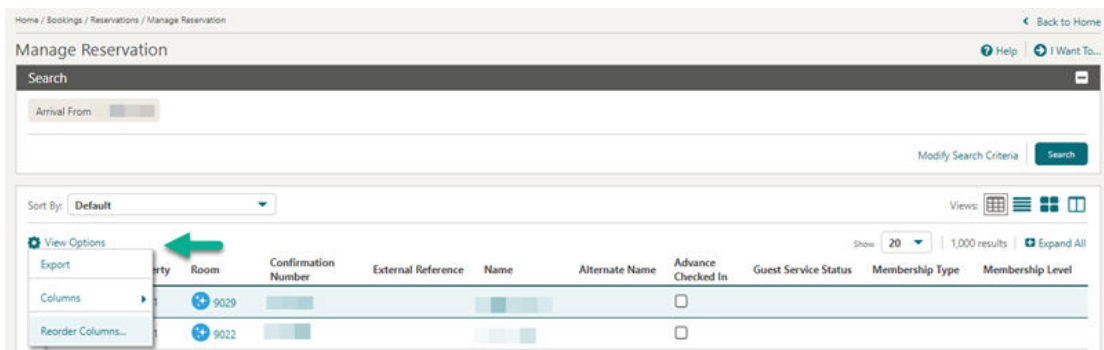 Home / Bookings / Reservations / Manage Reservation Back to Home
Manage Reservation Help I Want To...
Search
Arrival From
Modify Search Criteria Search
Sort By: Default Views:
View Options Show 20 1,000 results Expand All
Export Room Confirmation Number External Reference Name Alternate Name Advance Checked In Guest Service Status Membership Type Membership Level
Columns 9029
Reorder Columns... 9022